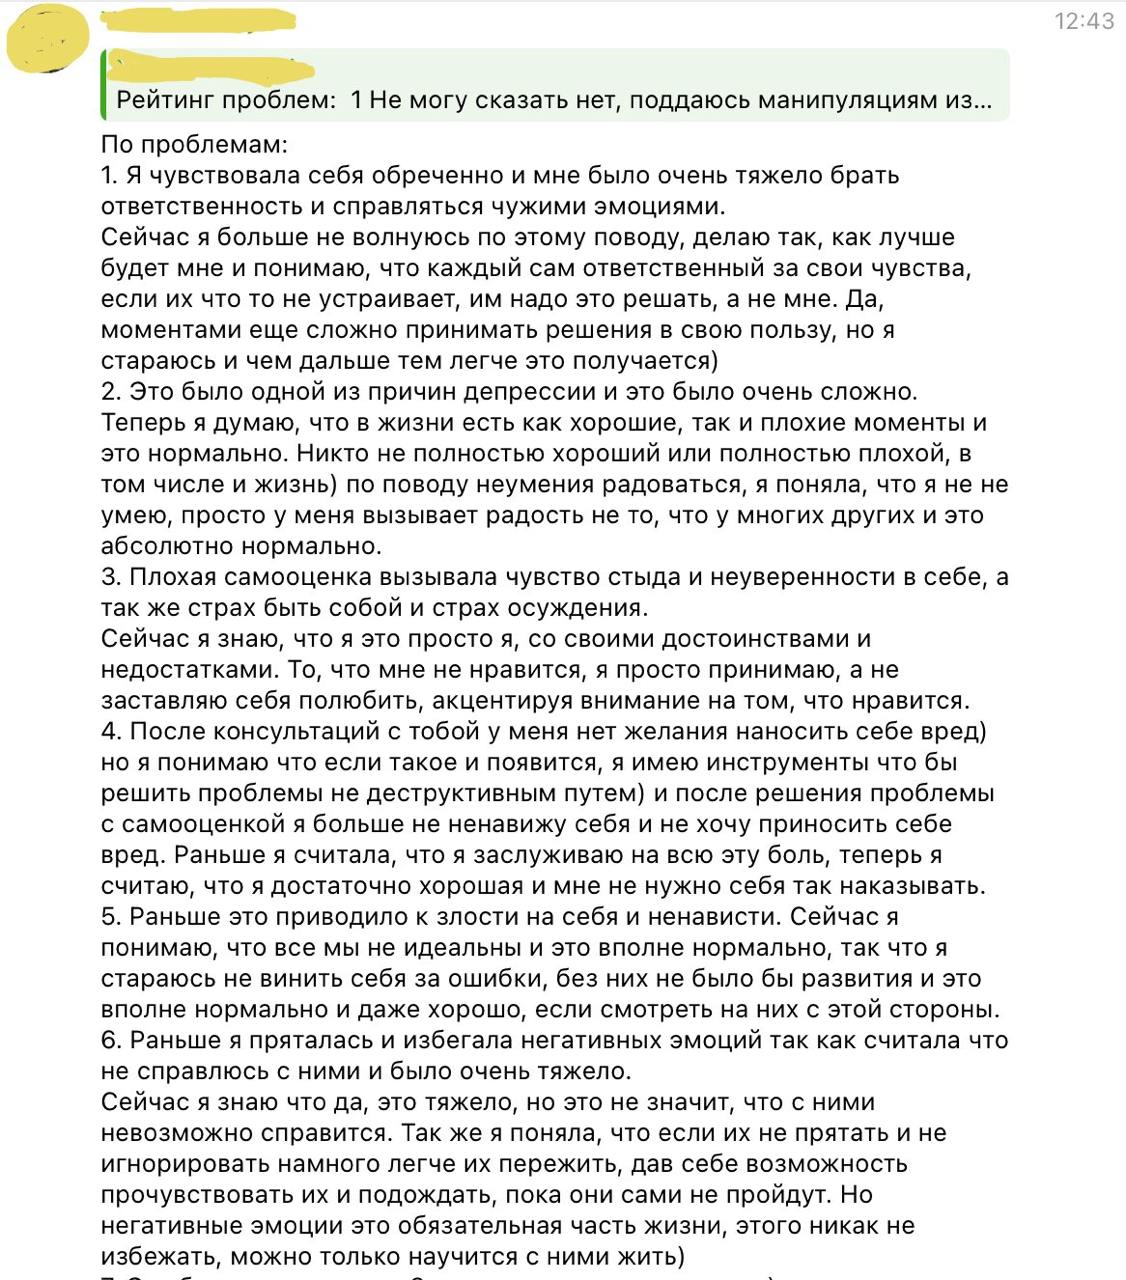 12:43
Рейтинг проблем:  1 Не могу сказать нет, поддаюсь манипуляциям из...
По проблемам:
1. Я чувствовала себя обреченно и мне было очень тяжело брать
ответственность и справляться чужими эмоциями.
Сейчас я больше не волнуюсь по этому поводу, делаю так, как лучше
будет мне и понимаю, что каждый сам ответственный за свои чувства,
если их что то не устраивает, им надо это решать, а не мне. Да,
моментами еще сложно принимать решения в свою пользу, но я
стараюсь и чем дальше тем легче это получается)
2. Это было одной из причин депрессии и это было очень сложно.
Теперь я думаю, что в жизни есть как хорошие, так и плохие моменты и
это нормально. Никто не полностью хороший или полностью плохой, в
том числе и жизнь) по поводу неумения радоваться, я поняла, что я не не
умею, просто у меня вызывает радость не то, что у многих других и это
абсолютно нормально.
3. Плохая самооценка вызывала чувство стыда и неуверенности в себе, а
так же страх быть собой и страх осуждения.
Сейчас я знаю, что я это просто я, со своими достоинствами и
недостатками. То, что мне не нравится, я просто принимаю, а не
заставляю себя полюбить, акцентируя внимание на том, что нравится.
4. После консультаций с тобой у меня нет желания наносить себе вред)
но я понимаю что если такое и появится, я имею инструменты что бы
решить проблемы не деструктивным путем) и после решения проблемы
с самооценкой я больше не ненавижу себя и не хочу приносить себе
вред. Раньше я считала, что я заслуживаю на всю эту боль, теперь я
считаю, что я достаточно хорошая и мне не нужно себя так наказывать.
5. Раньше это приводило к злости на себя и ненависти. Сейчас я
понимаю, что все мы не идеальны и это вполне нормально, так что я
стараюсь не винить себя за ошибки, без них не было бы развития и это
вполне нормально и даже хорошо, если смотреть на них с этой стороны.
6. Раньше я пряталась и избегала негативных эмоций так как считала что
не справлюсь с ними и было очень тяжело.
Сейчас я знаю что да, это тяжело, но это не значит, что с ними
невозможно справится. Так же я поняла, что если их не прятать и не
игнорировать намного легче их пережить, дав себе возможность
прочувствовать их и подождать, пока они сами не пройдут. Но
негативные эмоции это обязательная часть жизни, этого никак не
избежать, можно только научится с ними жить)